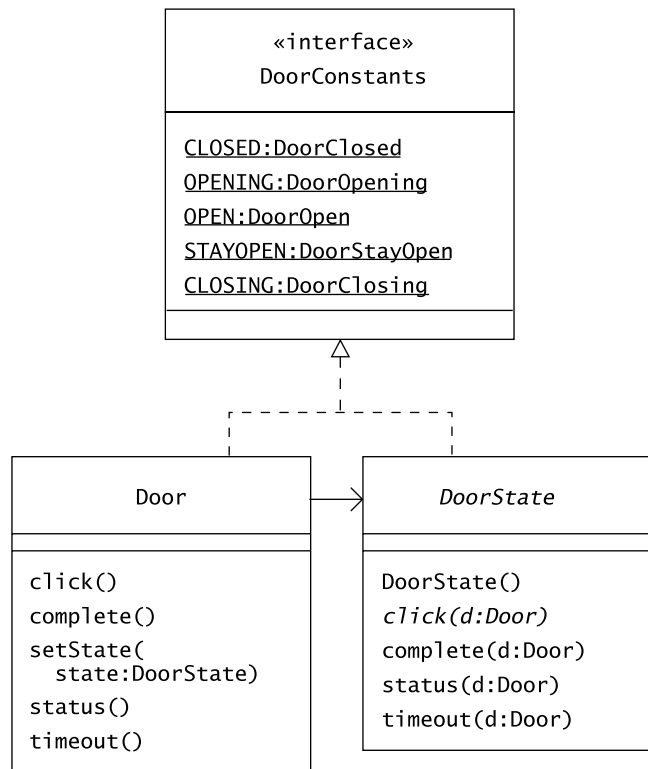 «interface»
DoorConstants
CLOSED:DoorClosed
OPENING:DoorOpening
OPEN:DoorOpen
STAYOPEN:DoorStayOpen
CLOSING:DoorClosing
Door
click()
complete()
setState(
state:DoorState)
status()
timeout()
DoorState
DoorState()
click(d:Door)
complete(d:Door)
status(d:Door)
timeout(d:Door)